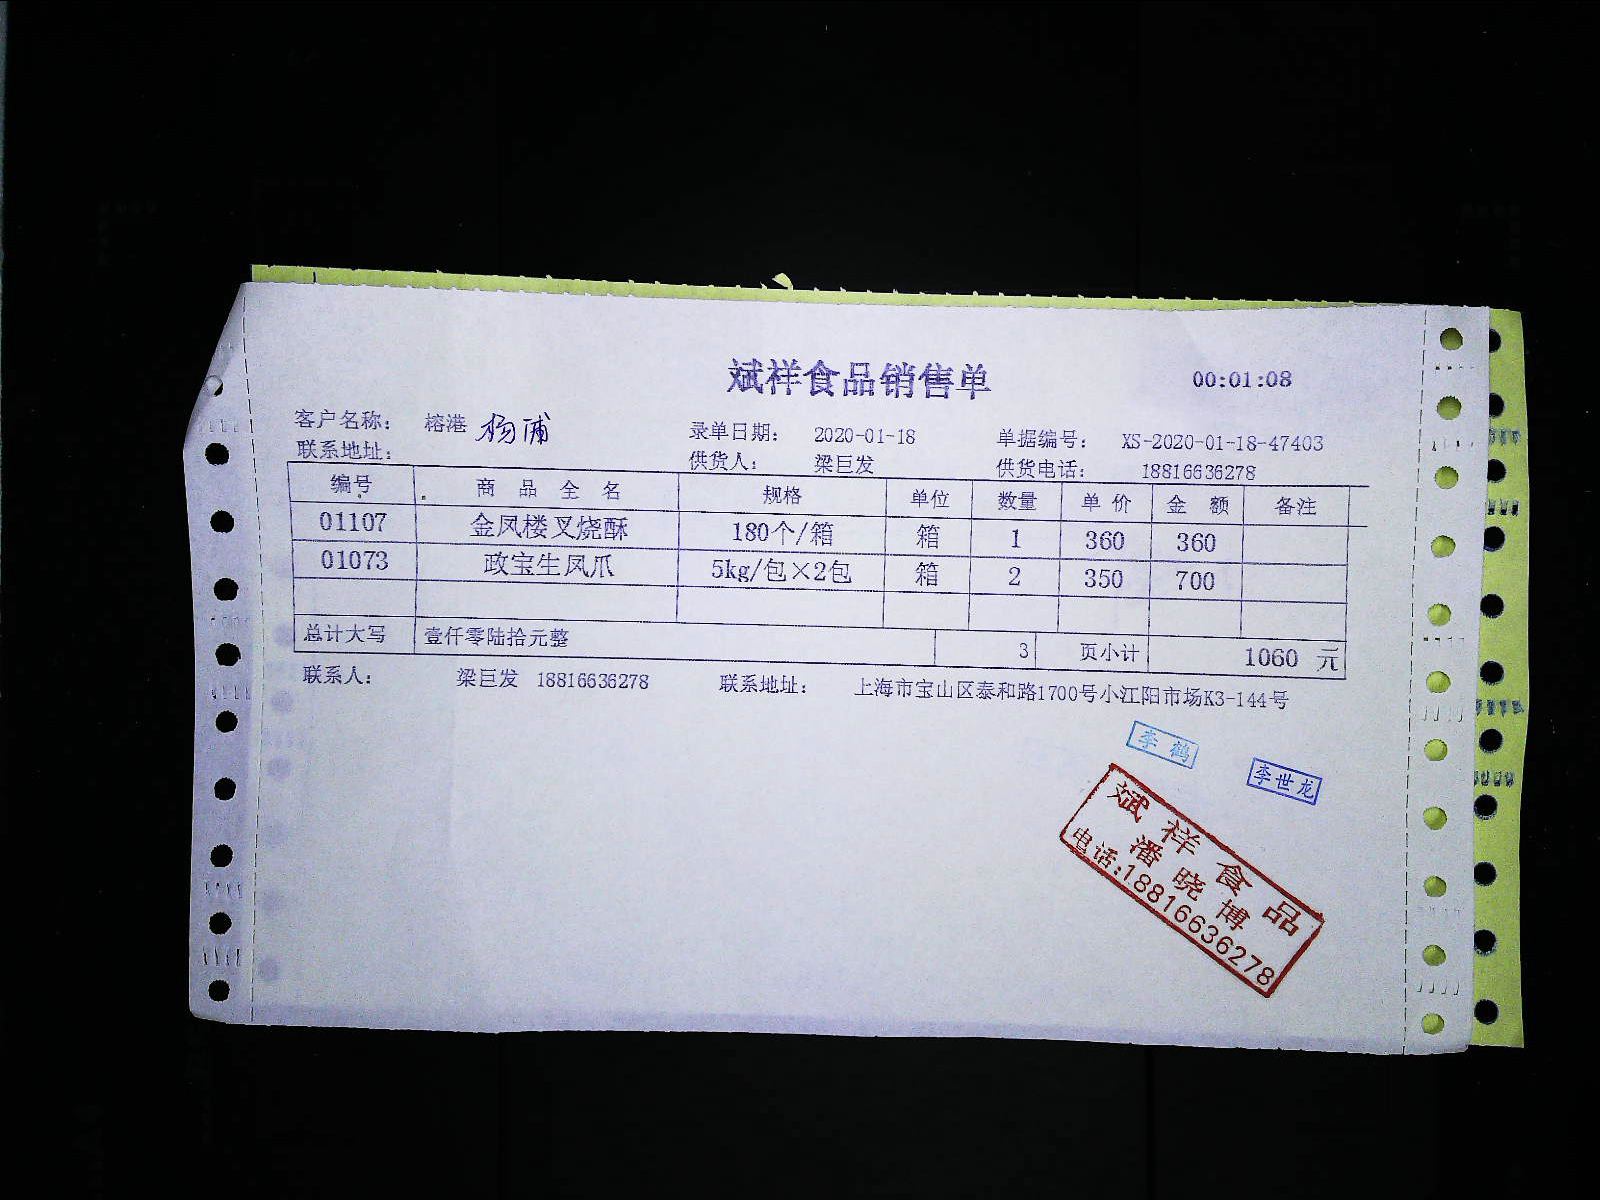 斌祥食品销售单 00:01:08
客户名称： 榕港 杨浦 录单日期： 2020-01-18 单据编号： XS-2020-01-18-47403
联系地址： 供货人： 梁巨发 供货电话： 18816636278
编号 商 品 全 名 规格 单位 数量 单 价 金 额 备注
01107 金凤楼叉烧酥 180个/箱 箱 1 360 360
01073 政宝生凤爪 5kg/包×2包 箱 2 350 700
总计大写 壹仟零陆拾元整 3 页小计 1060 元
联系人： 梁巨发 18816636278 联系地址： 上海市宝山区泰和路1700号小江阳市场K3-144号
李鹤
李世龙
斌祥食品
潘晓博
电话:18816636278